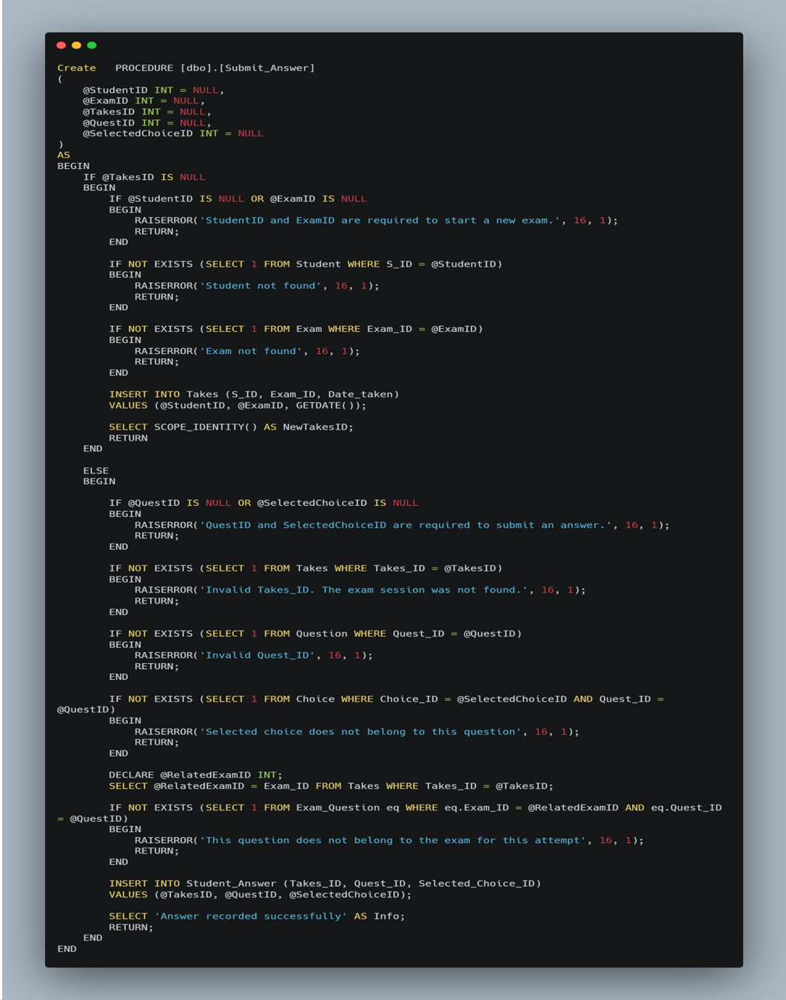 Create   PROCEDURE [dbo].[Submit_Answer]
(
    @StudentID INT = NULL,
    @ExamID INT = NULL,
    @TakesID INT = NULL,
    @QuestID INT = NULL,
    @SelectedChoiceID INT = NULL
)
AS
BEGIN
    IF @TakesID IS NULL
    BEGIN
        IF @StudentID IS NULL OR @ExamID IS NULL
        BEGIN
            RAISERROR('StudentID and ExamID are required to start a new exam.', 16, 1);
            RETURN;
        END

        IF NOT EXISTS (SELECT 1 FROM Student WHERE S_ID = @StudentID)
        BEGIN
            RAISERROR('Student not found', 16, 1);
            RETURN;
        END

        IF NOT EXISTS (SELECT 1 FROM Exam WHERE Exam_ID = @ExamID)
        BEGIN
            RAISERROR('Exam not found', 16, 1);
            RETURN;
        END

        INSERT INTO Takes (S_ID, Exam_ID, Date_taken)
        VALUES (@StudentID, @ExamID, GETDATE());

        SELECT SCOPE_IDENTITY() AS NewTakesID;
        RETURN
    END

    ELSE
    BEGIN

        IF @QuestID IS NULL OR @SelectedChoiceID IS NULL
        BEGIN
            RAISERROR('QuestID and SelectedChoiceID are required to submit an answer.', 16, 1);
            RETURN;
        END

        IF NOT EXISTS (SELECT 1 FROM Takes WHERE Takes_ID = @TakesID)
        BEGIN
            RAISERROR('Invalid Takes_ID. The exam session was not found.', 16, 1);
            RETURN;
        END

        IF NOT EXISTS (SELECT 1 FROM Question WHERE Quest_ID = @QuestID)
        BEGIN
            RAISERROR('Invalid Quest_ID', 16, 1);
            RETURN;
        END

        IF NOT EXISTS (SELECT 1 FROM Choice WHERE Choice_ID = @SelectedChoiceID AND Quest_ID =
@QuestID)
        BEGIN
            RAISERROR('Selected choice does not belong to this question', 16, 1);
            RETURN;
        END

        DECLARE @RelatedExamID INT;
        SELECT @RelatedExamID = Exam_ID FROM Takes WHERE Takes_ID = @TakesID;

        IF NOT EXISTS (SELECT 1 FROM Exam_Question eq WHERE eq.Exam_ID = @RelatedExamID AND eq.Quest_ID
= @QuestID)
        BEGIN
            RAISERROR('This question does not belong to the exam for this attempt', 16, 1);
            RETURN;
        END

        INSERT INTO Student_Answer (Takes_ID, Quest_ID, Selected_Choice_ID)
        VALUES (@TakesID, @QuestID, @SelectedChoiceID);

        SELECT 'Answer recorded successfully' AS Info;
        RETURN;
    END
END